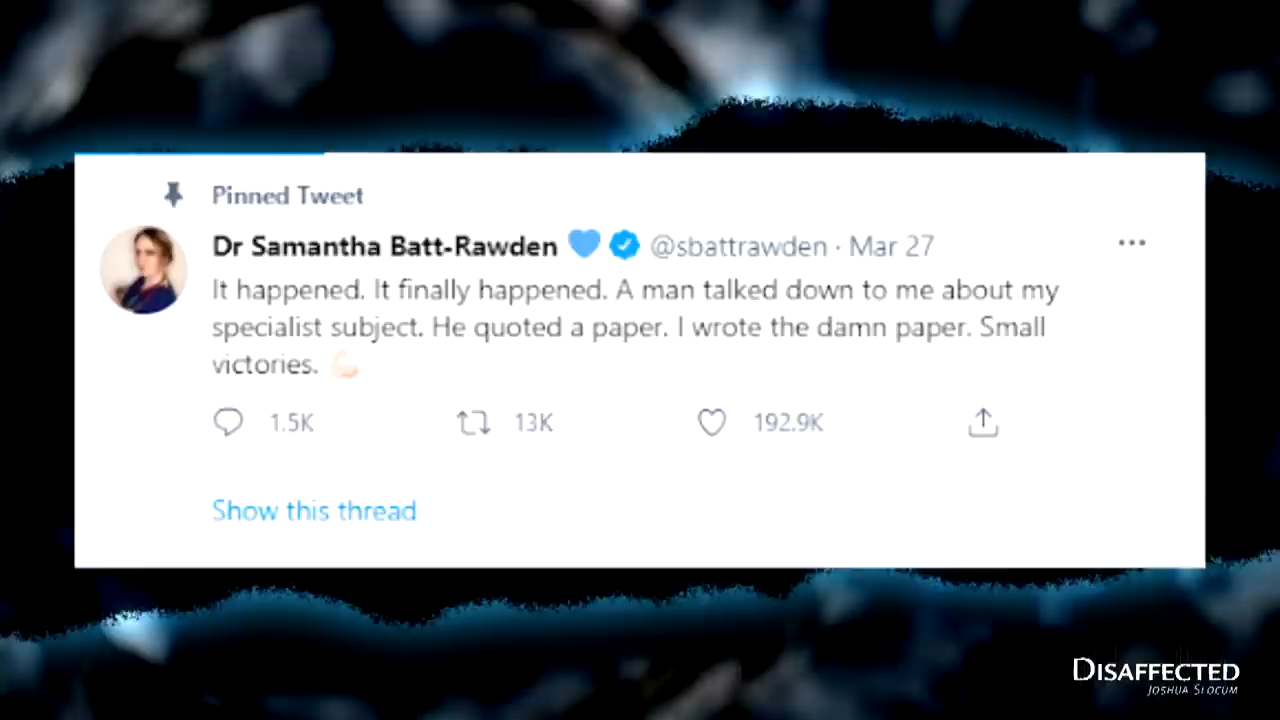 Pinned Tweet
Dr Samantha Batt-Rawden 💙 @sbattrawden · Mar 27
It happened. It finally happened. A man talked down to me about my
specialist subject. He quoted a paper. I wrote the damn paper. Small
victories. 💪🏻
1.5K 13K 192.9K
Show this thread
DISAFFECTED
JOSHUA SLOCUM